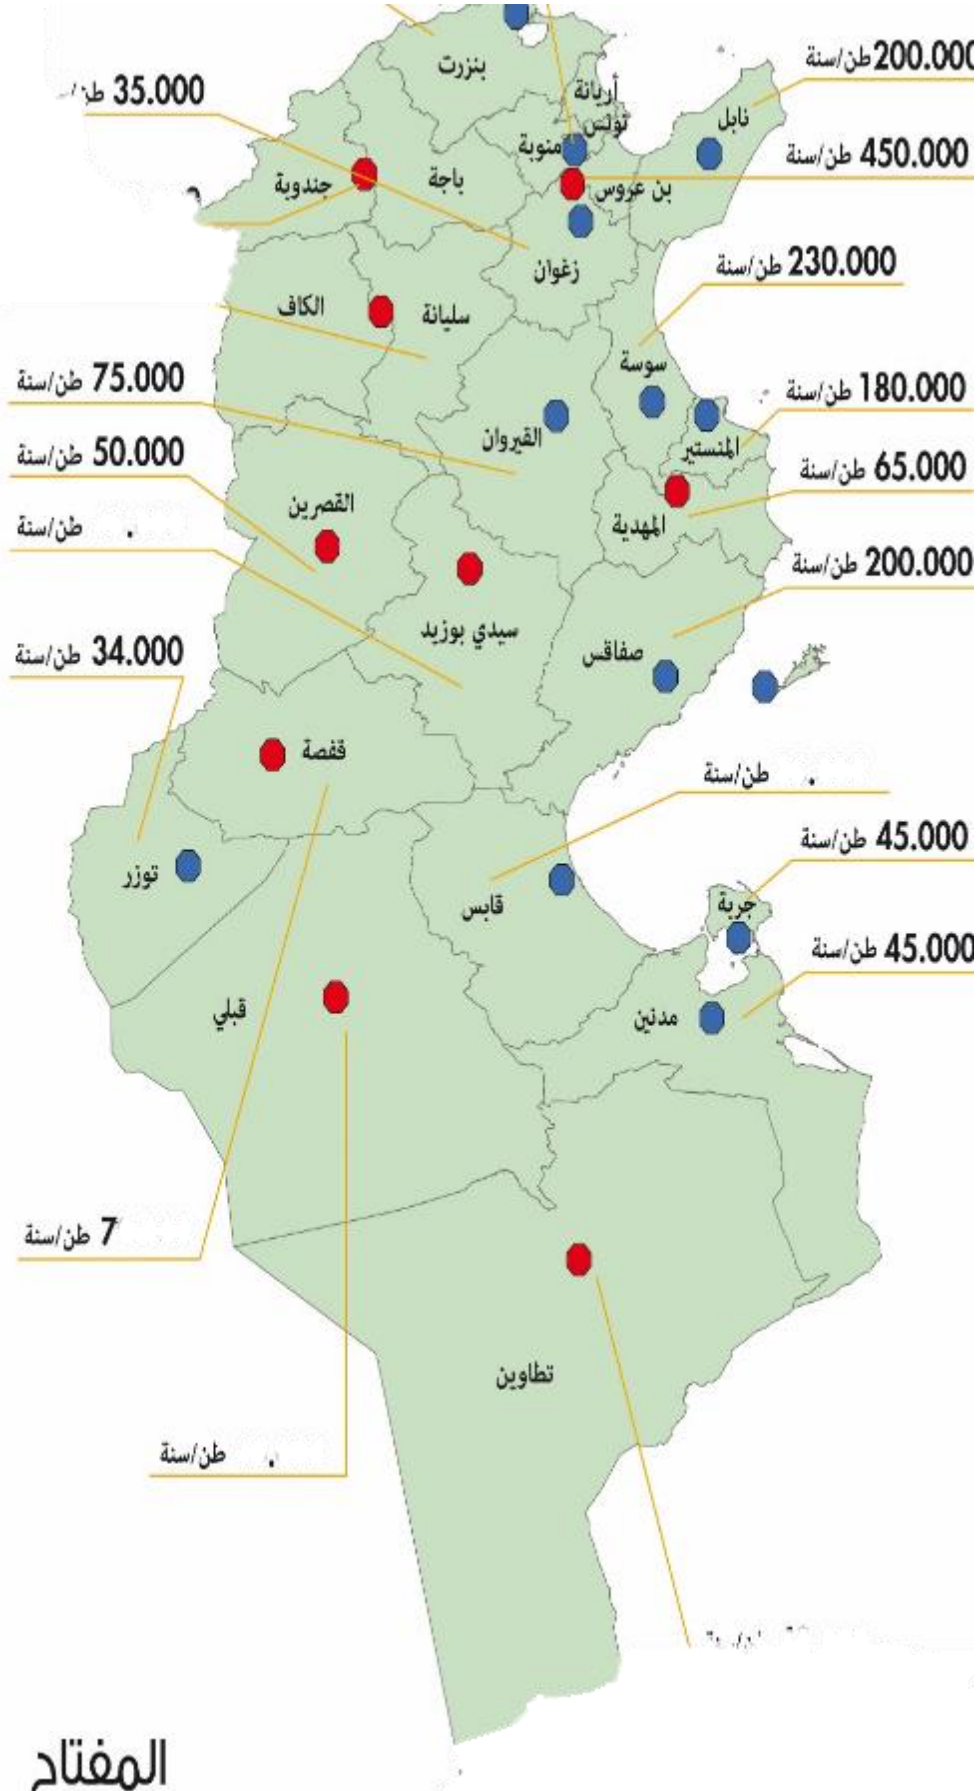 بنزرت
200.000 طن/سنة
أريانة
35.000 طن/
تونس
نابل
منوبة
450.000 طن/سنة
باجة
جندوبة
بن عروس
230.000 طن/سنة
زغوان
الكاف
سليانة
سوسة
75.000 طن/سنة
180.000 طن/سنة
القيروان
المنستير
50.000 طن/سنة
65.000 طن/سنة
القصرين
المهدية
طن/سنة
200.000 طن/سنة
سيدي بوزيد
صفاقس
34.000 طن/سنة
قفصة
طن/سنة
45.000 طن/سنة
توزر
قابس
جربة
45.000 طن/سنة
قبلي
مدنين
7 طن/سنة
تطاوين
طن/سنة
المفتاح